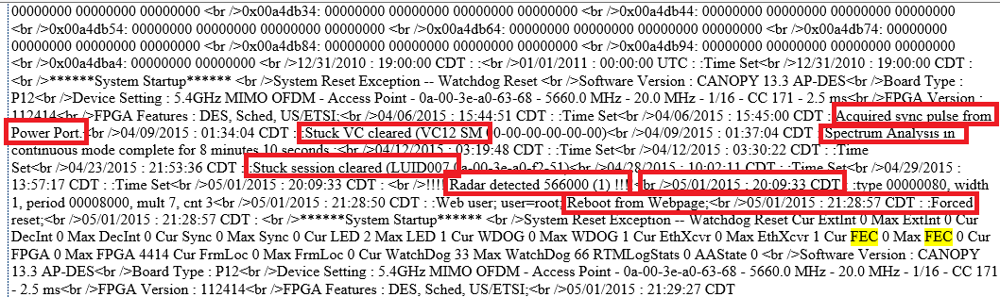 00000000 00000000 00000000 <br />0x00a4db34: 00000000 00000000 00000000 00000000 <br />0x00a4db44: 00000000 00000000 00000000 00000000
<br />0x00a4db54: 00000000 00000000 00000000 00000000 <br />0x00a4db64: 00000000 00000000 00000000 00000000 <br />0x00a4db74: 00000000
00000000 00000000 00000000 <br />0x00a4db84: 00000000 00000000 00000000 00000000 <br />0x00a4db94: 00000000 00000000 00000000 00000000
<br />0x00a4dba4: 00000000 00000000 <br />12/31/2010 : 19:00:00 CDT : :<br />01/01/2011 : 00:00:00 UTC : :Time Set<br />12/31/2010 : 19:00:00 CDT :
:<br />******System Startup****** <br />System Reset Exception -- Watchdog Reset <br />Software Version : CANOPY 13.3 AP-DES<br />Board Type :
P12<br />Device Setting : 5.4GHz MIMO OFDM - Access Point - 0a-00-3e-a0-63-68 - 5660.0 MHz - 20.0 MHz - 1/16 - CC 171 - 2.5 ms<br />FPGA Version :
112414<br />FPGA Features : DES, Sched, US/ETSI;<br />04/06/2015 : 15:44:51 CDT : :Time Set<br />04/06/2015 : 15:45:00 CDT : :Acquired sync pulse from
Power Port.<br />04/09/2015 : 01:34:04 CDT : :Stuck VC cleared (VC12 SM 00-00-00-00-00-00)<br />04/09/2015 : 01:37:04 CDT : :Spectrum Analysis in
continuous mode complete for 8 minutes 10 seconds :<br />04/12/2015 : 03:19:48 CDT : :Time Set<br />04/12/2015 : 03:30:22 CDT : :Time
Set<br />04/23/2015 : 21:53:36 CDT : :Stuck session cleared (LUID007 0a-00-3e-a0-f2-51)<br />04/28/2015 : 10:02:11 CDT : :Time Set<br />04/29/2015 :
13:57:17 CDT : :Time Set<br />05/01/2015 : 20:09:33 CDT : :<br />!!!! Radar detected 566000 (1) !!! <br />05/01/2015 : 20:09:33 CDT : :type 00000080, width
1, period 00008000, mult 7, cnt 3<br />05/01/2015 : 21:28:50 CDT : :Web user; user=root; Reboot from Webpage;<br />05/01/2015 : 21:28:57 CDT : :Forced
reset;<br />05/01/2015 : 21:28:57 CDT : :<br />******System Startup****** <br />System Reset Exception -- Watchdog Reset Cur ExtInt 0 Max ExtInt 0 Cur
DecInt 0 Max DecInt 0 Cur Sync 0 Max Sync 0 Cur LED 2 Max LED 1 Cur WDOG 0 Max WDOG 1 Cur EthXcvr 0 Max EthXcvr 1 Cur FEC 0 Max FEC 0 Cur
FPGA 0 Max FPGA 4414 Cur FrmLoc 0 Max FrmLoc 0 Cur WatchDog 33 Max WatchDog 66 RTMLogStats 0 AAState 0 <br />Software Version : CANOPY
13.3 AP-DES<br />Board Type : P12<br />Device Setting : 5.4GHz MIMO OFDM - Access Point - 0a-00-3e-a0-63-68 - 5660.0 MHz - 20.0 MHz - 1/16 - CC 171
- 2.5 ms<br />FPGA Version : 112414<br />FPGA Features : DES, Sched, US/ETSI;<br />05/01/2015 : 21:29:27 CDT